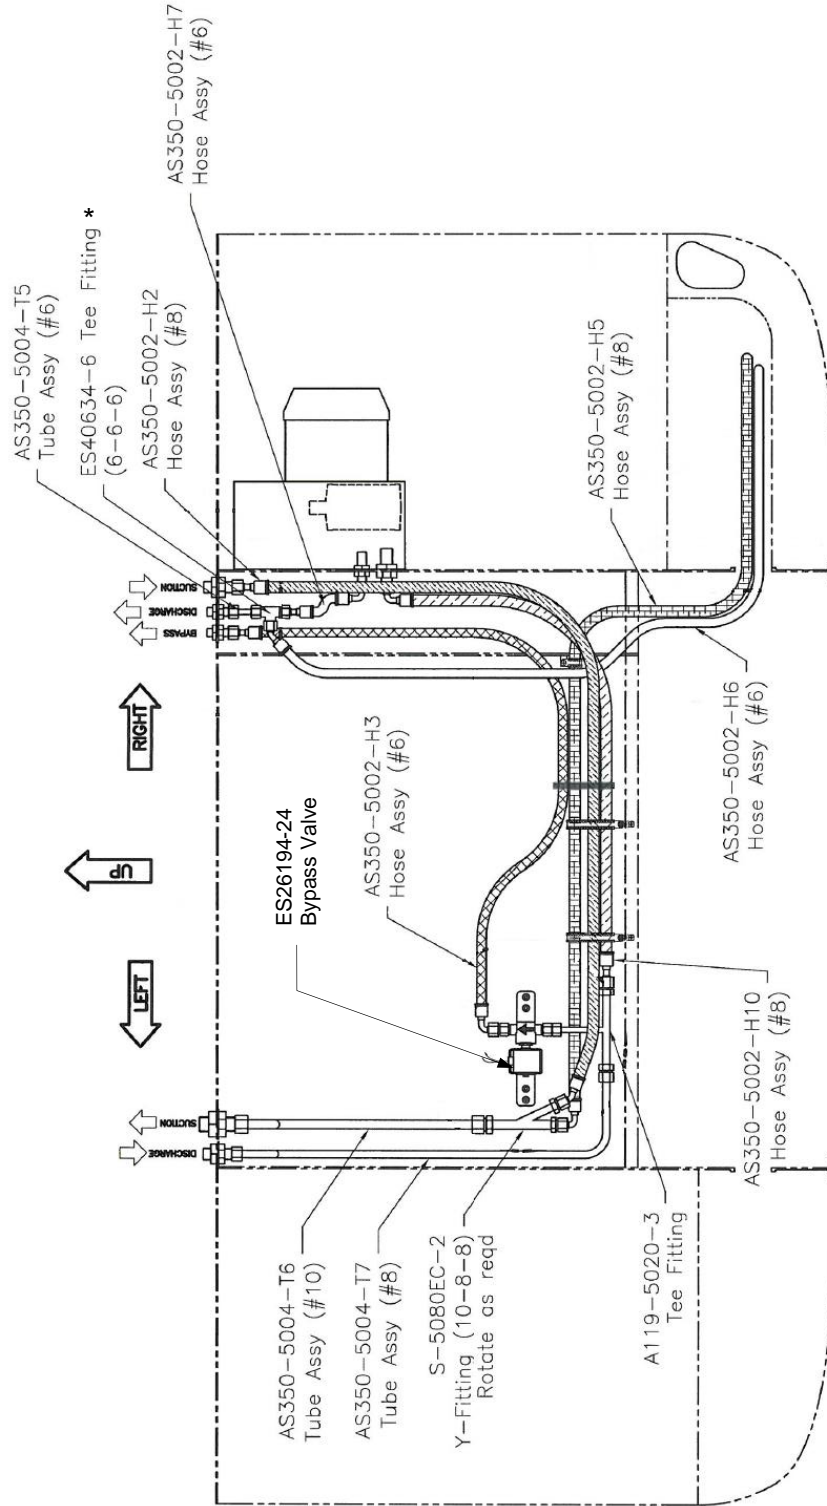 AS350-5004-T5
Tube Assy (#6)
ES40634-6 Tee Fitting *
(6-6-6)
AS350-5002-H2
Hose Assy (#8)
AS350-5002-H7
Hose Assy (#6)
SUCTION
DISCHARGE
BYPASS
RIGHT
UP
LEFT
AS350-5002-H5
Hose Assy (#8)
AS350-5002-H6
Hose Assy (#6)
AS350-5002-H3
Hose Assy (#6)
ES26194-24
Bypass Valve
SUCTION
DISCHARGE
AS350-5002-H10
Hose Assy (#8)
AS350-5004-T6
Tube Assy (#10)
AS350-5004-T7
Tube Assy (#8)
S-5080EC-2
Y-Fitting (10-8-8)
Rotate as reqd
A119-5020-3
Tee Fitting